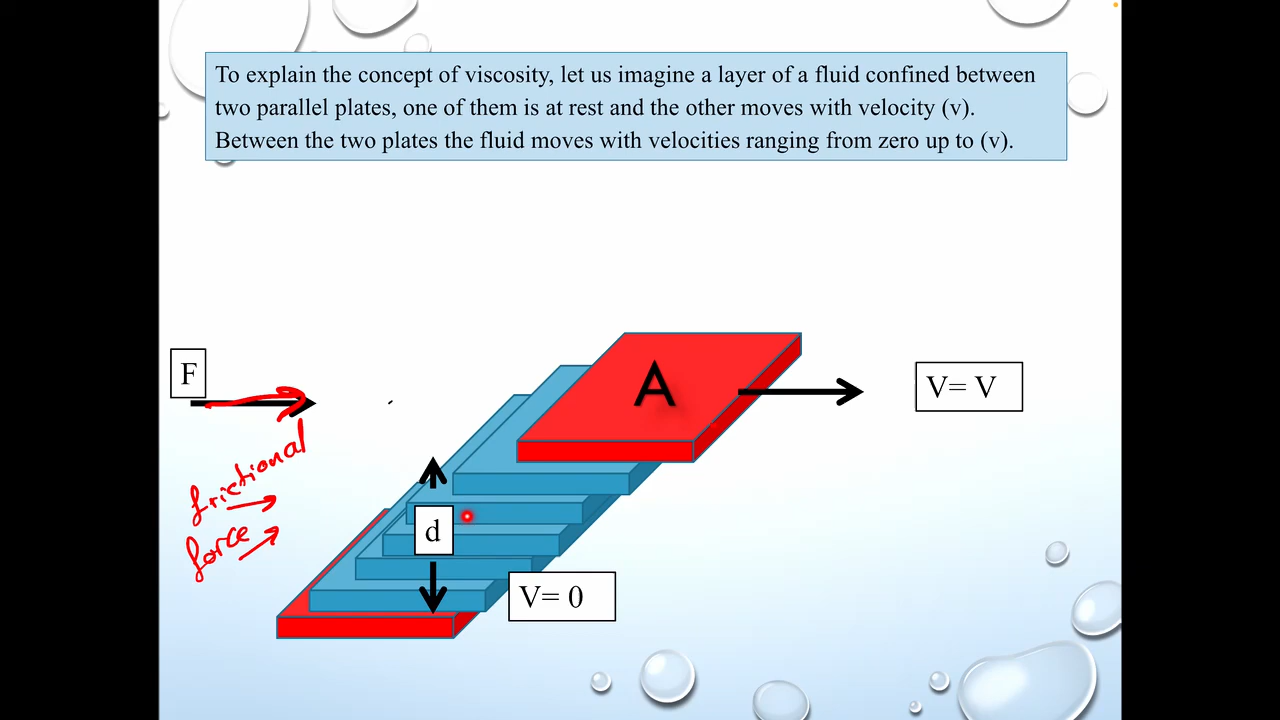 To explain the concept of viscosity, let us imagine a layer of a fluid confined between
two parallel plates, one of them is at rest and the other moves with velocity (v).
Between the two plates the fluid moves with velocities ranging from zero up to (v).
F
A
V= V
frictional
force
d
V= 0